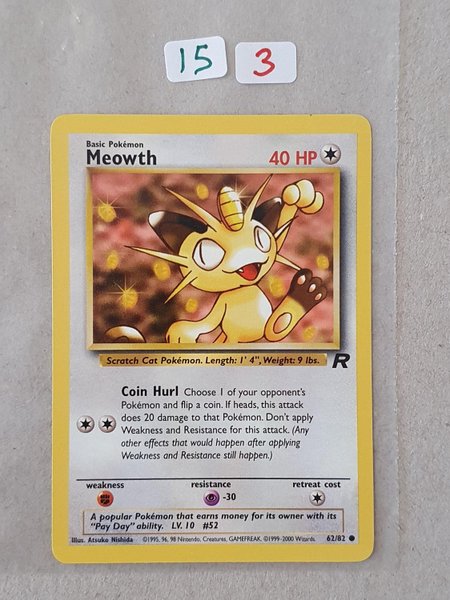 15 3
Basic Pokémon
Meowth 40 HP
Scratch Cat Pokémon. Length: 1' 4", Weight: 9 lbs.
R
Coin Hurl Choose 1 of your opponent's
Pokémon and flip a coin. If heads, this attack
does 20 damage to that Pokémon. Don't apply
Weakness and Resistance for this attack. (Any
other effects that would happen after applying
Weakness and Resistance still happen.)
weakness resistance retreat cost
-30
A popular Pokémon that earns money for its owner with its
"Pay Day" ability. LV. 10 #52
Illus. Atsuko Nishida ©1995, 96, 98 Nintendo, Creatures, GAMEFREAK. ©1999-2000 Wizards. 62/82